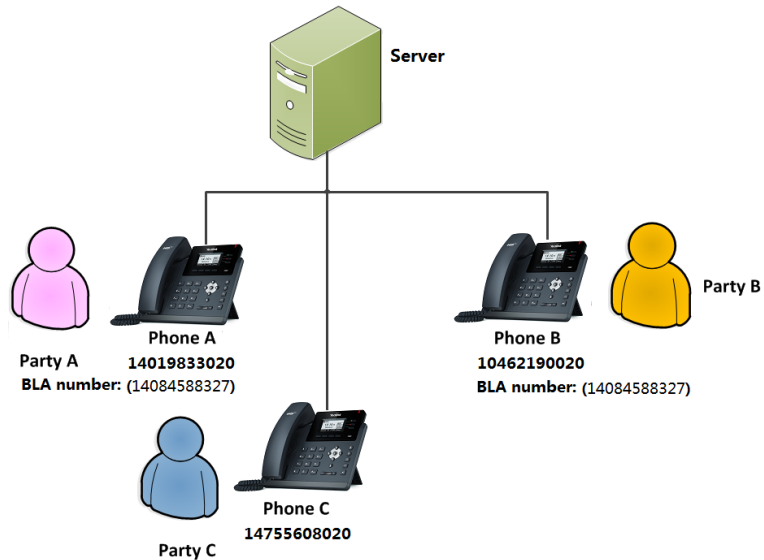 Server
Party A
Phone A
14019833020
BLA number: (14084588327)
Phone B
10462190020
BLA number: (14084588327)
Party B
Party C
Phone C
14755608020